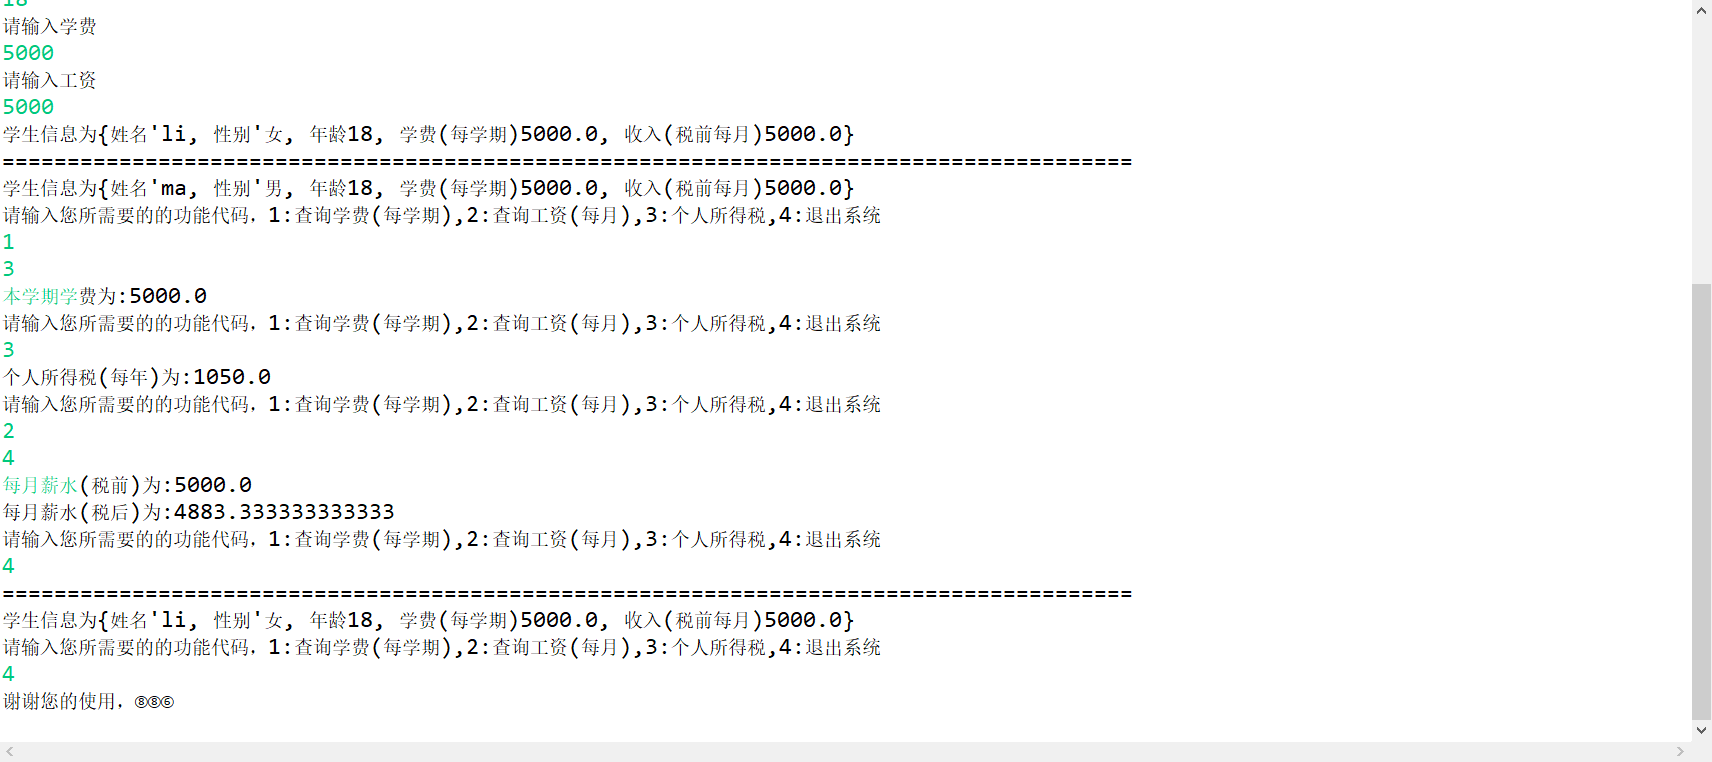 18
请输入学费
5000
请输入工资
5000
学生信息为{姓名'li, 性别'女, 年龄18, 学费(每学期)5000.0, 收入(税前每月)5000.0}
========================================================================================
学生信息为{姓名'ma, 性别'男, 年龄18, 学费(每学期)5000.0, 收入(税前每月)5000.0}
请输入您所需要的的功能代码，1:查询学费(每学期),2:查询工资(每月),3:个人所得税,4:退出系统
1
3
本学期学费为:5000.0
请输入您所需要的的功能代码，1:查询学费(每学期),2:查询工资(每月),3:个人所得税,4:退出系统
3
个人所得税(每年)为:1050.0
请输入您所需要的的功能代码，1:查询学费(每学期),2:查询工资(每月),3:个人所得税,4:退出系统
2
4
每月薪水(税前)为:5000.0
每月薪水(税后)为:4883.333333333333
请输入您所需要的的功能代码，1:查询学费(每学期),2:查询工资(每月),3:个人所得税,4:退出系统
4
========================================================================================
学生信息为{姓名'li, 性别'女, 年龄18, 学费(每学期)5000.0, 收入(税前每月)5000.0}
请输入您所需要的的功能代码，1:查询学费(每学期),2:查询工资(每月),3:个人所得税,4:退出系统
4
谢谢您的使用，⑧⑧⑥